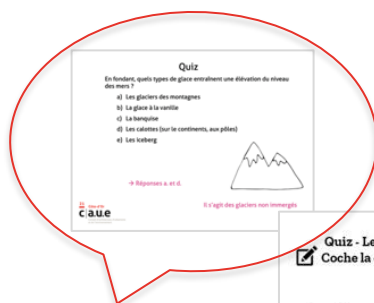 Quiz
En fondant, quels types de glace entraînent une élévation du niveau
des mers ?
a) Les glaciers des montagnes
b) La glace à la vanille
c) La banquise
d) Les calottes (sur le continents, aux pôles)
e) Les iceberg
→ Réponses a. et d.
Il s'agit des glaciers non immergés
c|a.u.e
Quiz - Le
Coche la